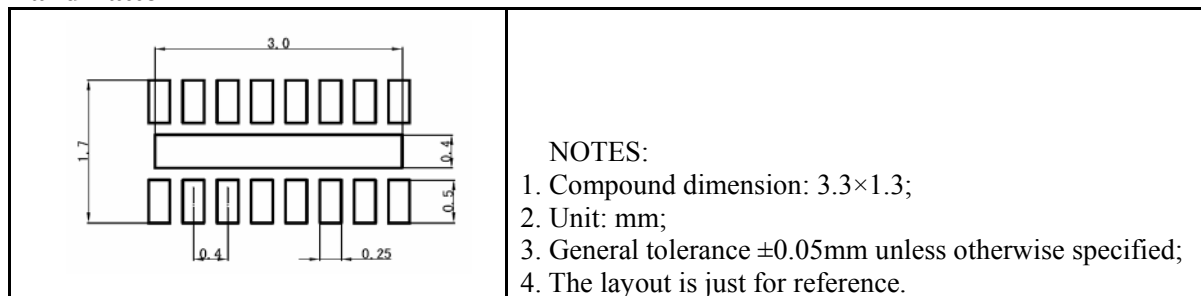 3.0
1.7
0.4
0.5
0.4
0.25
NOTES:
1. Compound dimension: 3.3×1.3;
2. Unit: mm;
3. General tolerance ±0.05mm unless otherwise specified;
4. The layout is just for reference.